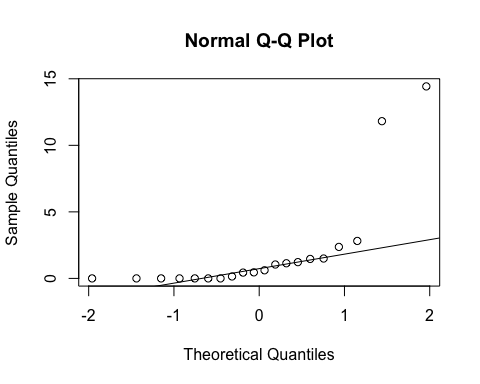 Normal Q-Q Plot
15
10
5
0
Sample Quantiles
-2 -1 0 1 2
Theoretical Quantiles